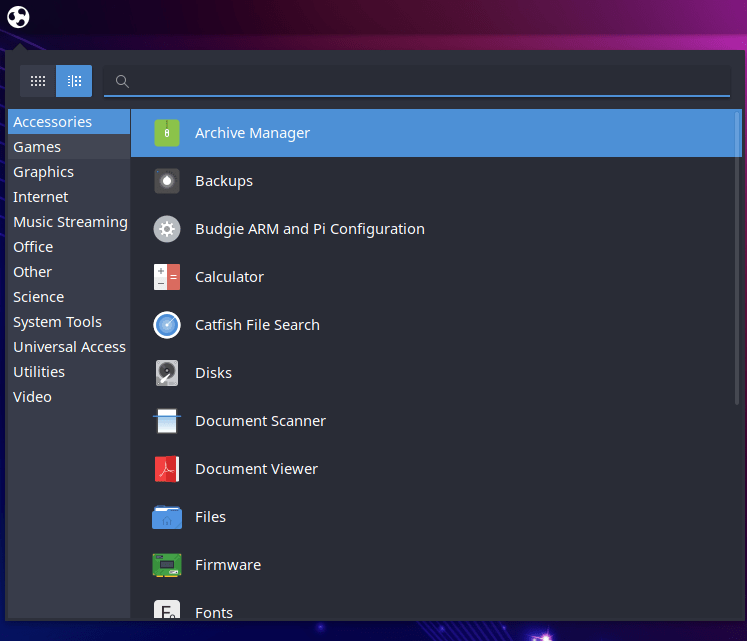 Accessories
Games
Graphics
Internet
Music Streaming
Office
Other
Science
System Tools
Universal Access
Utilities
Video
Archive Manager
Backups
Budgie ARM and Pi Configuration
Calculator
Catfish File Search
Disks
Document Scanner
Document Viewer
Files
Firmware
Fonts